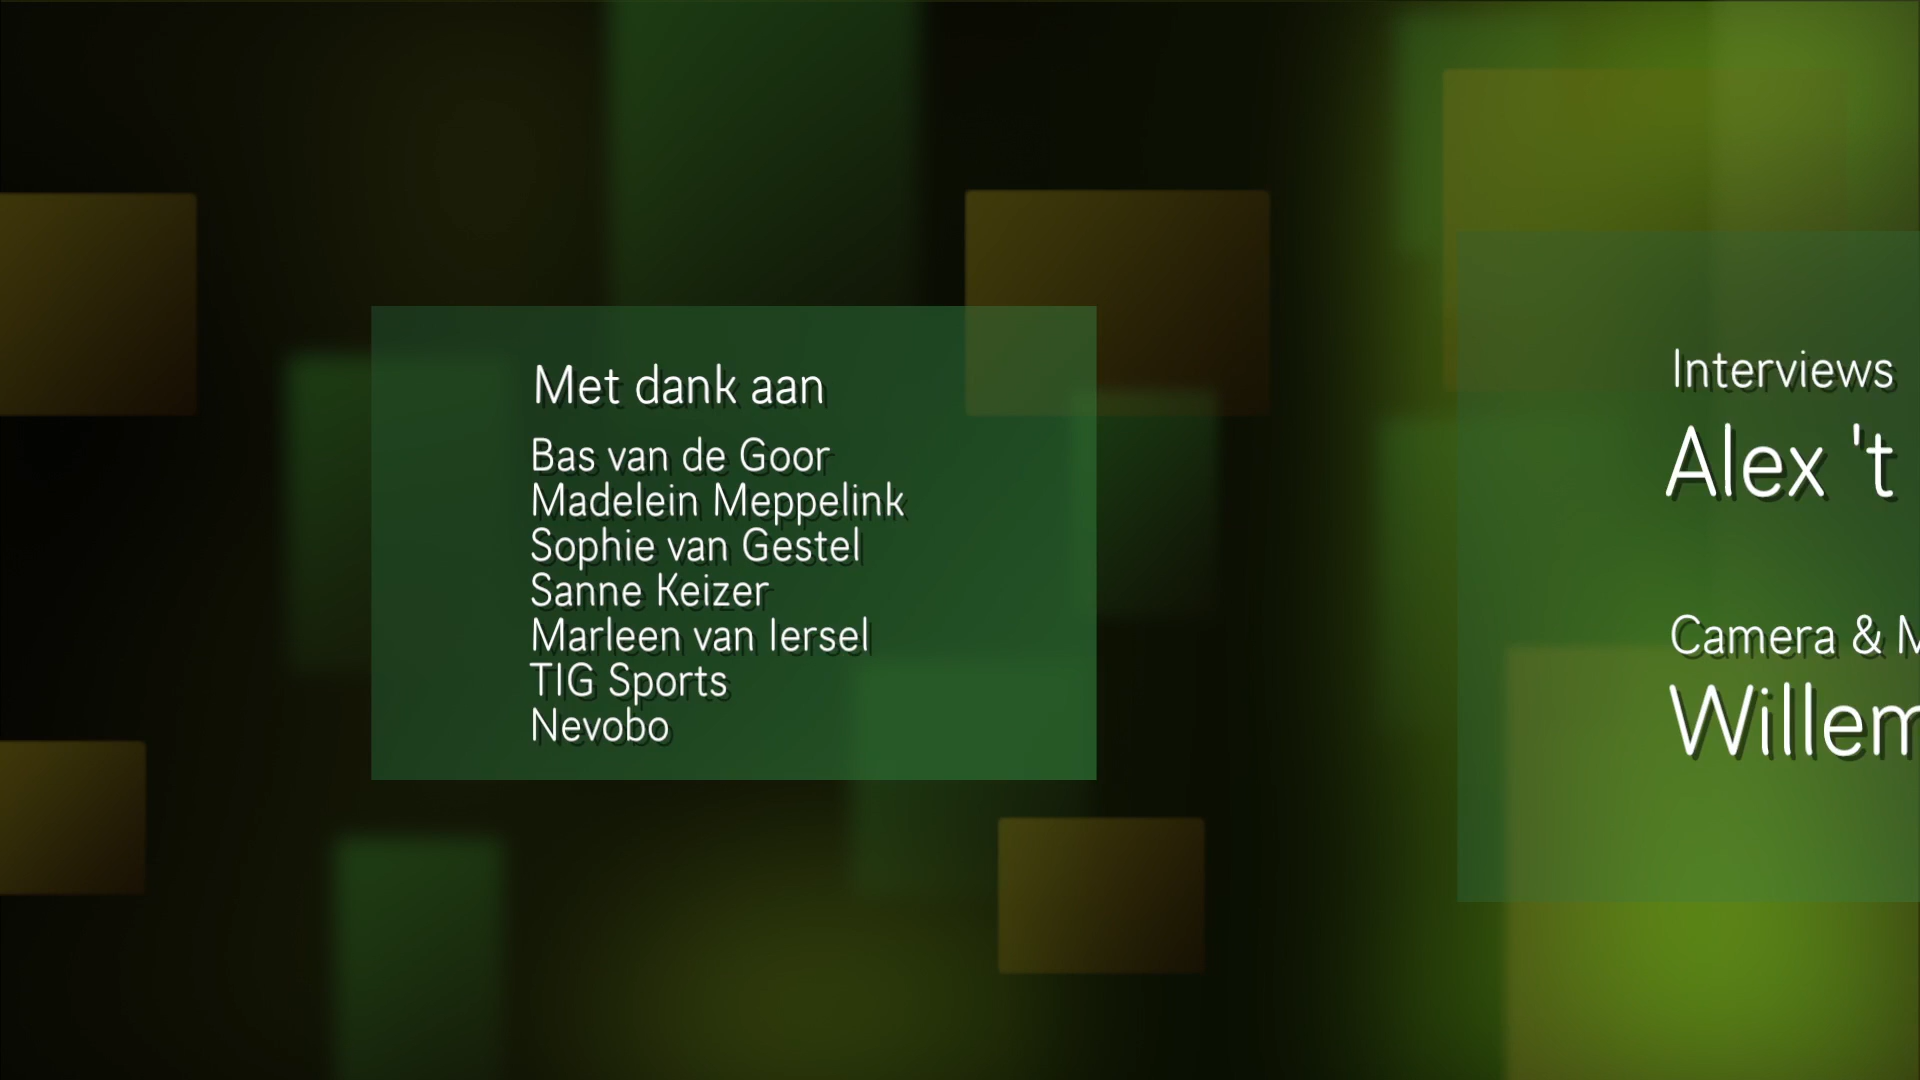 Met dank aan
Bas van de Goor
Madelein Meppelink
Sophie van Gestel
Sanne Keizer
Marleen van Iersel
TIG Sports
Nevobo
Interviews
Alex 't
Camera &
Willem